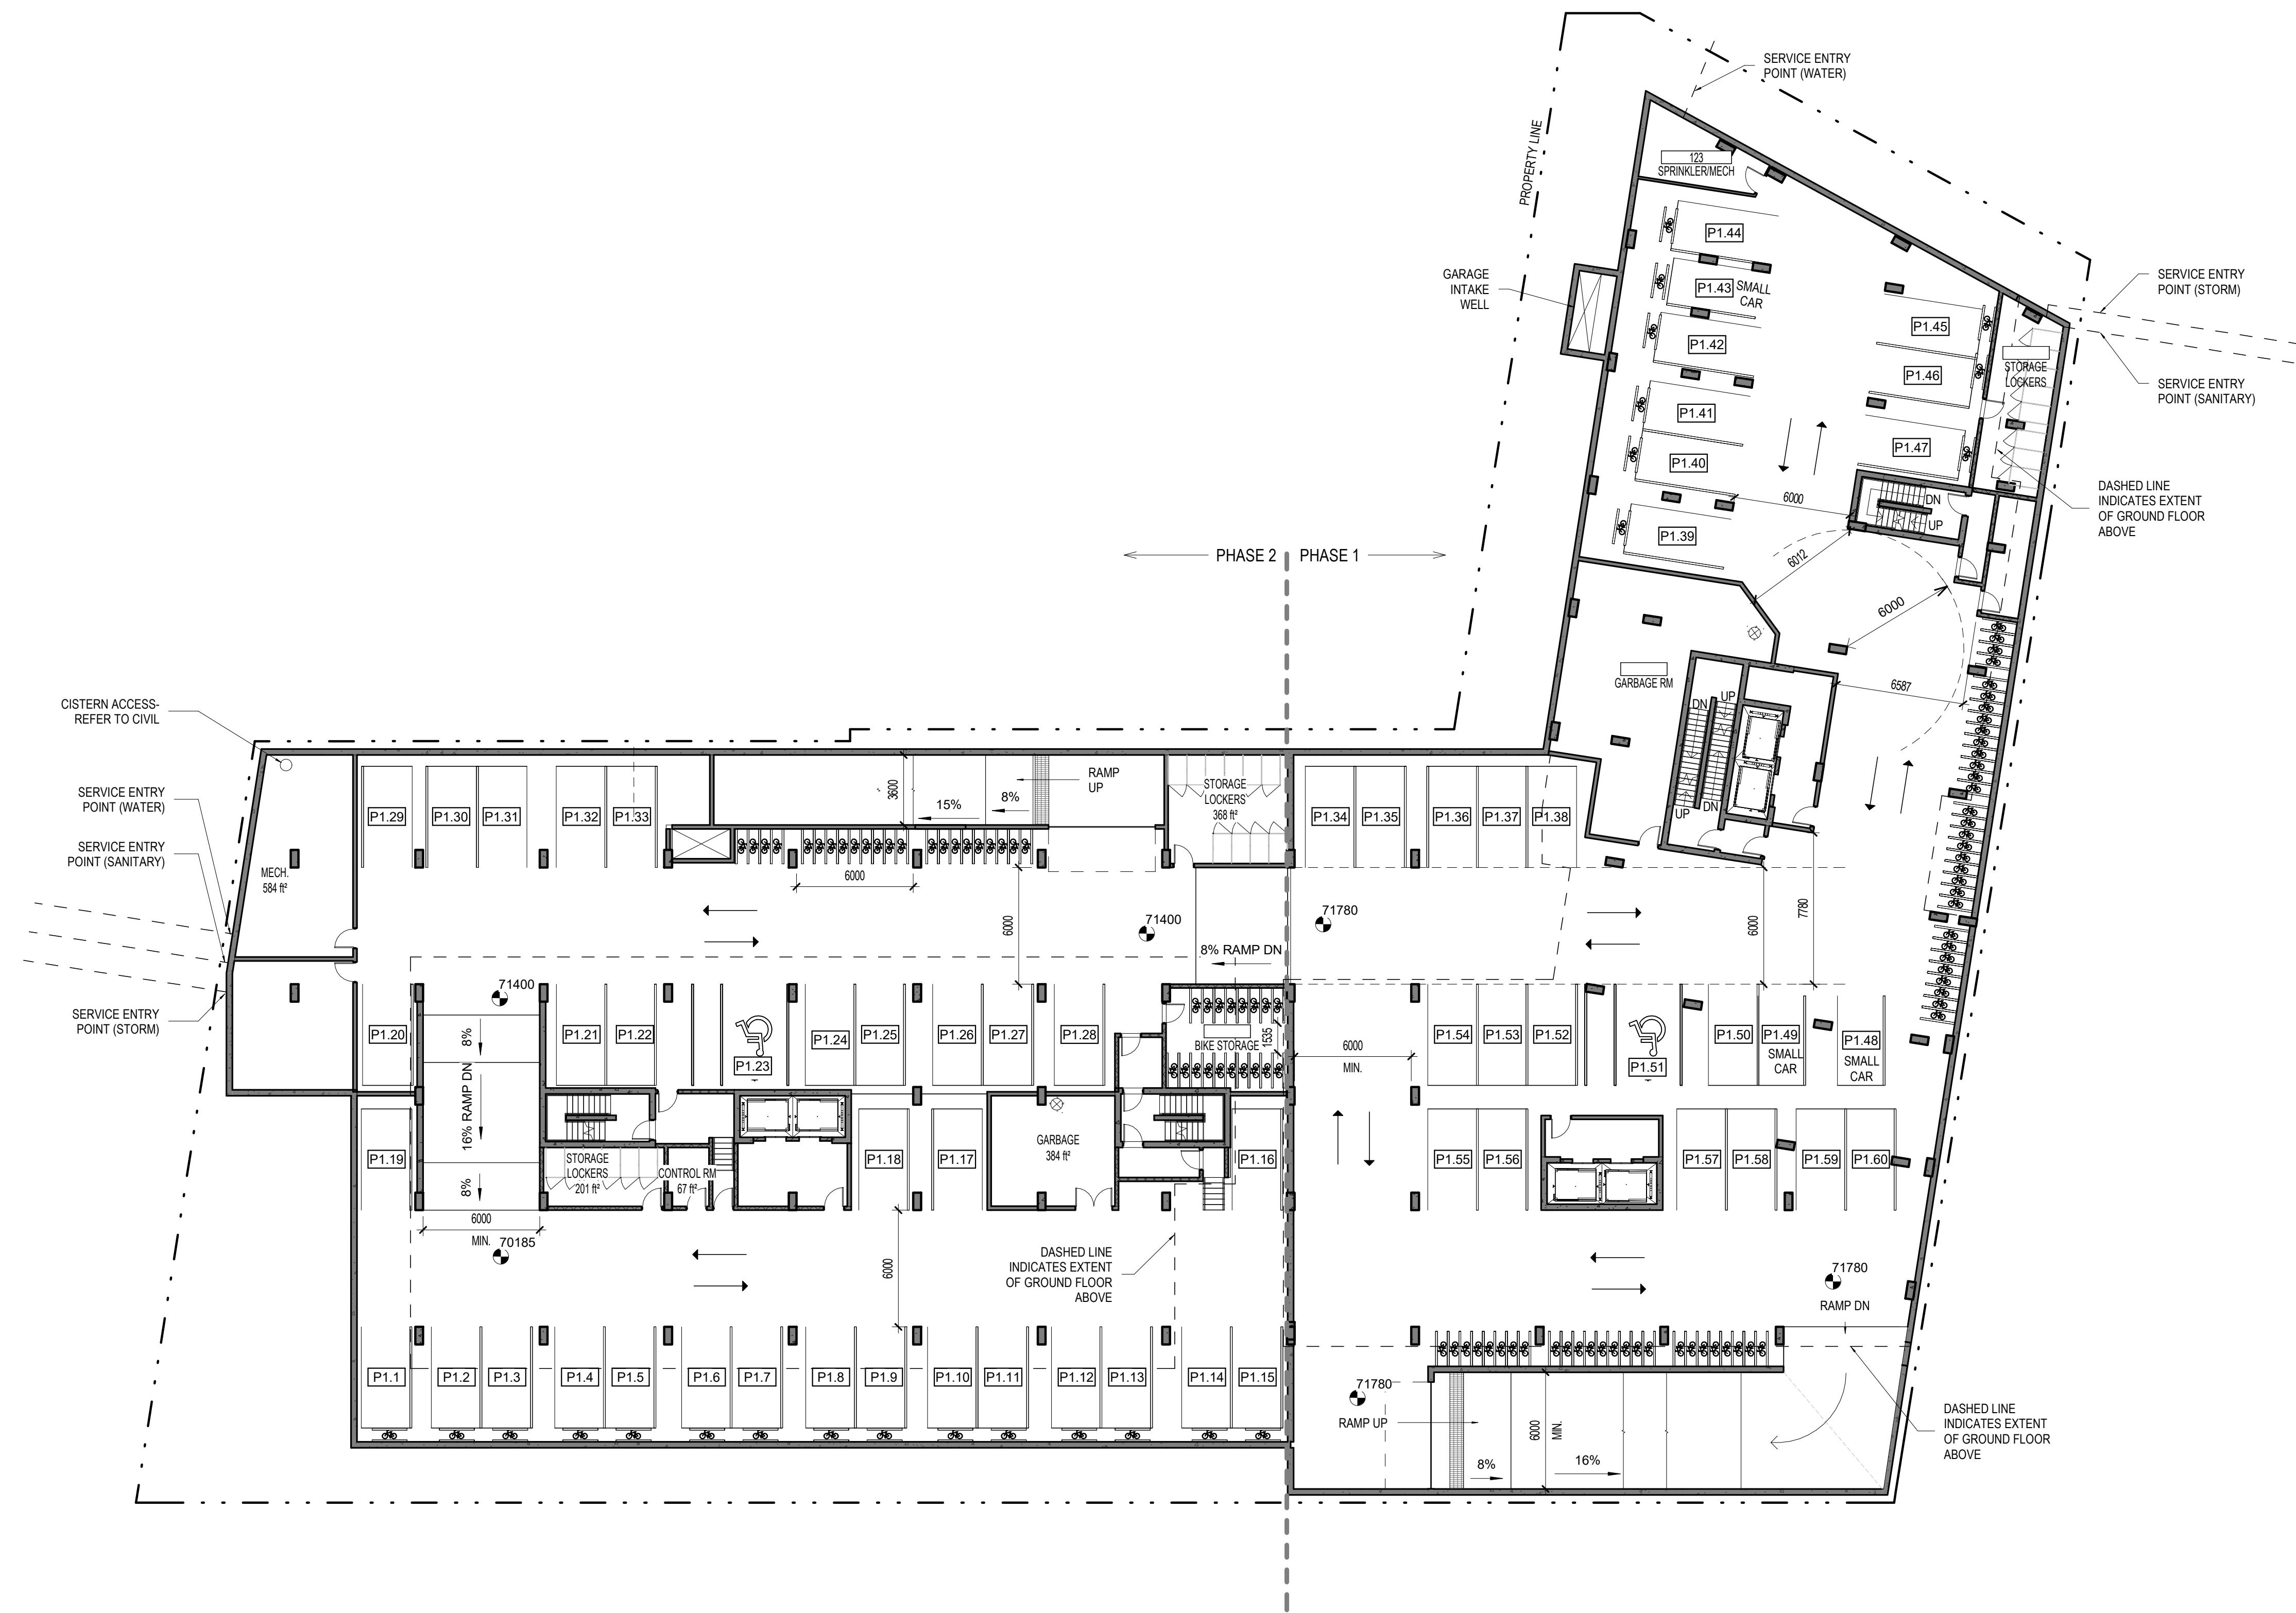 SERVICE ENTRY
POINT (WATER)
PROPERTY LINE
123
SPRINKLER/MECH
P1.44
GARAGE
INTAKE
WELL
P1.43
SMALL
CAR
SERVICE ENTRY
POINT (STORM)
P1.42
P1.45
P1.46
STORAGE
LOCKERS
SERVICE ENTRY
POINT (SANITARY)
P1.41
P1.47
P1.40
6000
DN
UP
DASHED LINE
INDICATES EXTENT
OF GROUND FLOOR
ABOVE
P1.39
PHASE 2
PHASE 1
6012
6000
GARBAGE RM
6587
UP
DN
DN
UP
CISTERN ACCESS-
REFER TO CIVIL
SERVICE ENTRY
POINT (WATER)
SERVICE ENTRY
POINT (SANITARY)
SERVICE ENTRY
POINT (STORM)
MECH.
584 ft²
P1.29
P1.30
P1.31
P1.32
P1.33
3600
15%
8%
RAMP
UP
STORAGE
LOCKERS
368 ft²
P1.34
P1.35
P1.36
P1.37
P1.38
6000
6000
71400
71780
8% RAMP DN
6000
7780
71400
P1.20
8%
16% RAMP DN
8%
P1.21
P1.22
P1.23
P1.24
P1.25
P1.26
P1.27
P1.28
BIKE STORAGE
1535
6000
MIN.
P1.54
P1.53
P1.52
P1.51
P1.50
P1.49
SMALL
CAR
P1.48
SMALL
CAR
P1.19
STORAGE
LOCKERS
201 ft²
CONTROL RM
67 ft²
P1.18
P1.17
GARBAGE
384 ft²
P1.16
P1.55
P1.56
P1.57
P1.58
P1.59
P1.60
6000
MIN.
70185
6000
DASHED LINE
INDICATES EXTENT
OF GROUND FLOOR
ABOVE
71780
RAMP DN
P1.1
P1.2
P1.3
P1.4
P1.5
P1.6
P1.7
P1.8
P1.9
P1.10
P1.11
P1.12
P1.13
P1.14
P1.15
71780
RAMP UP
8%
6000
MIN.
16%
DASHED LINE
INDICATES EXTENT
OF GROUND FLOOR
ABOVE